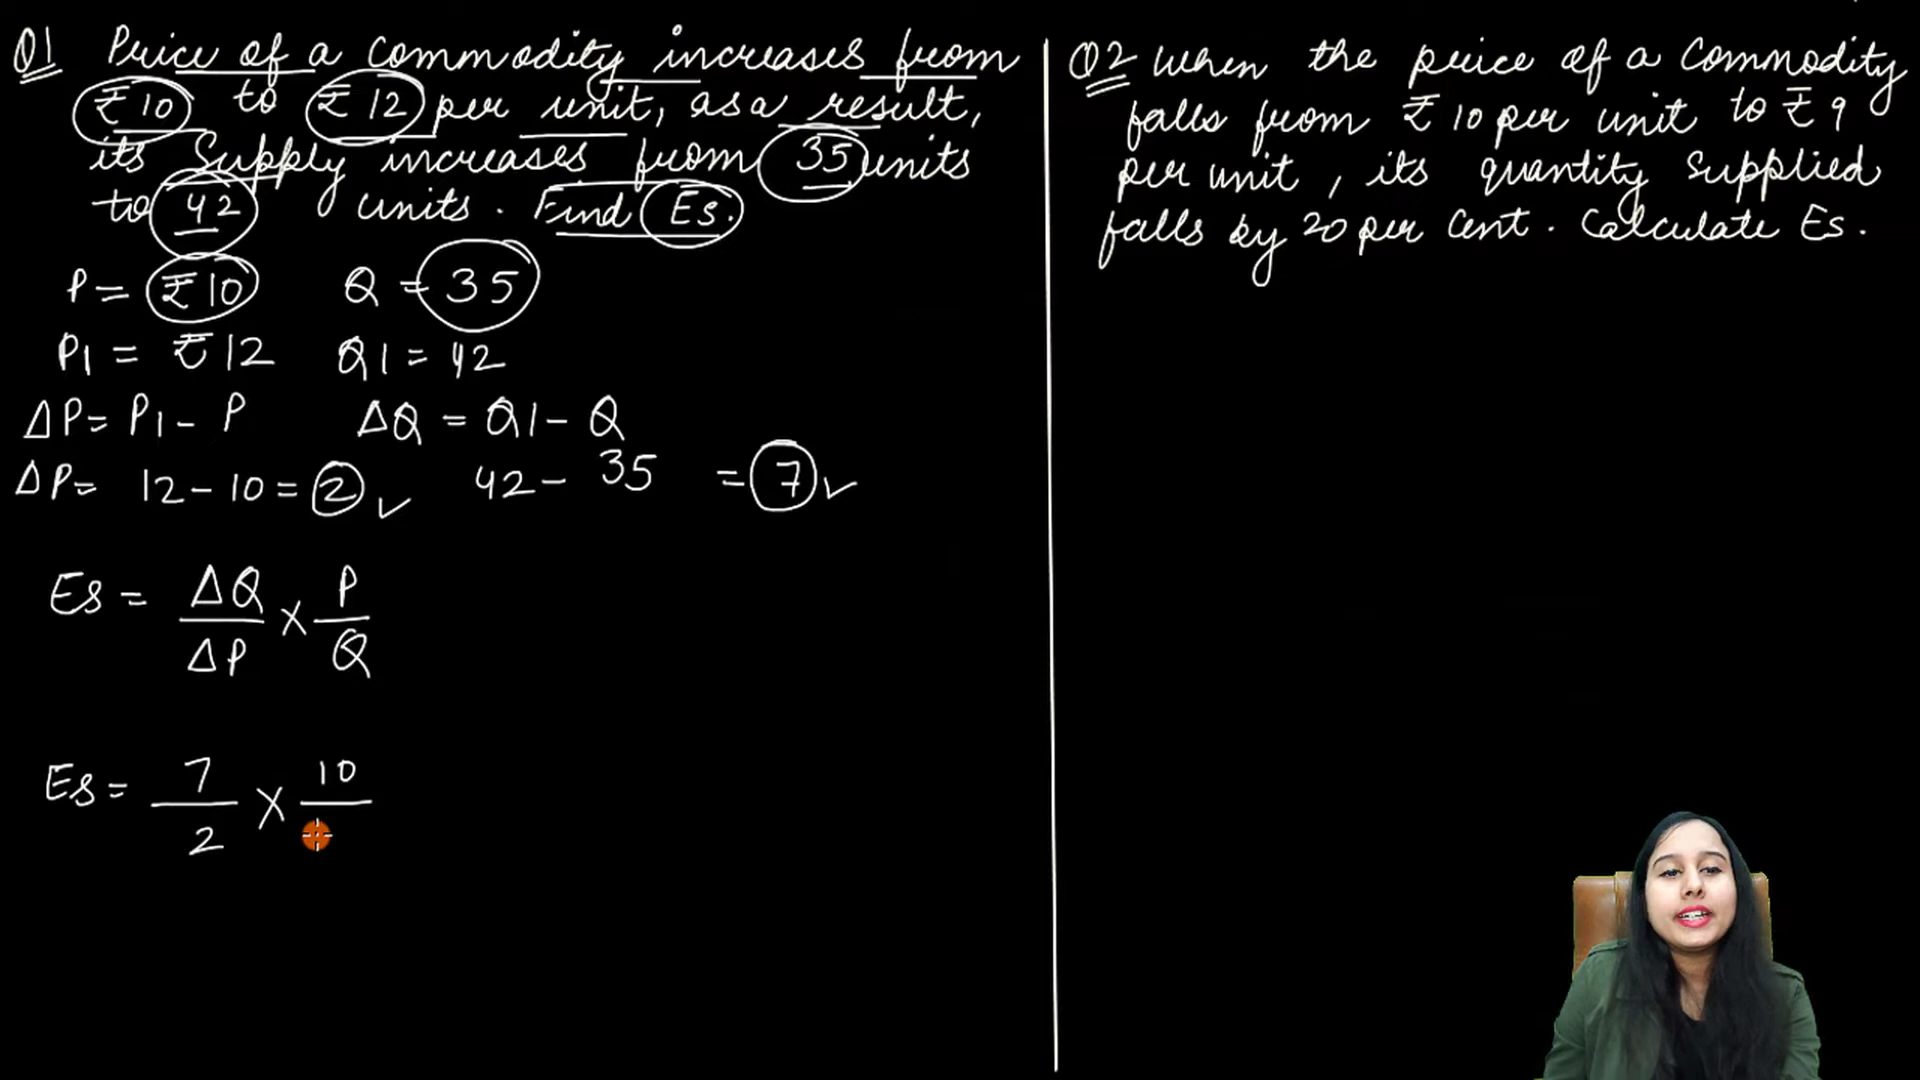 Q1 Price of a commodity increases from
₹10 to ₹12 per unit, as a result,
its supply increases from 35 units
to 42 units. Find Es.
P = ₹10 Q = 35
P1 = ₹12 Q1 = 42
ΔP = P1 - P ΔQ = Q1 - Q
ΔP = 12 - 10 = 2 ✓ 42 - 35 = 7 ✓
Es = ΔQ/ΔP × P/Q
Es = 7/2 × 10/
Q2 When the price of a commodity
falls from ₹10 per unit to ₹9
per unit, its quantity supplied
falls by 20 per cent. Calculate Es.